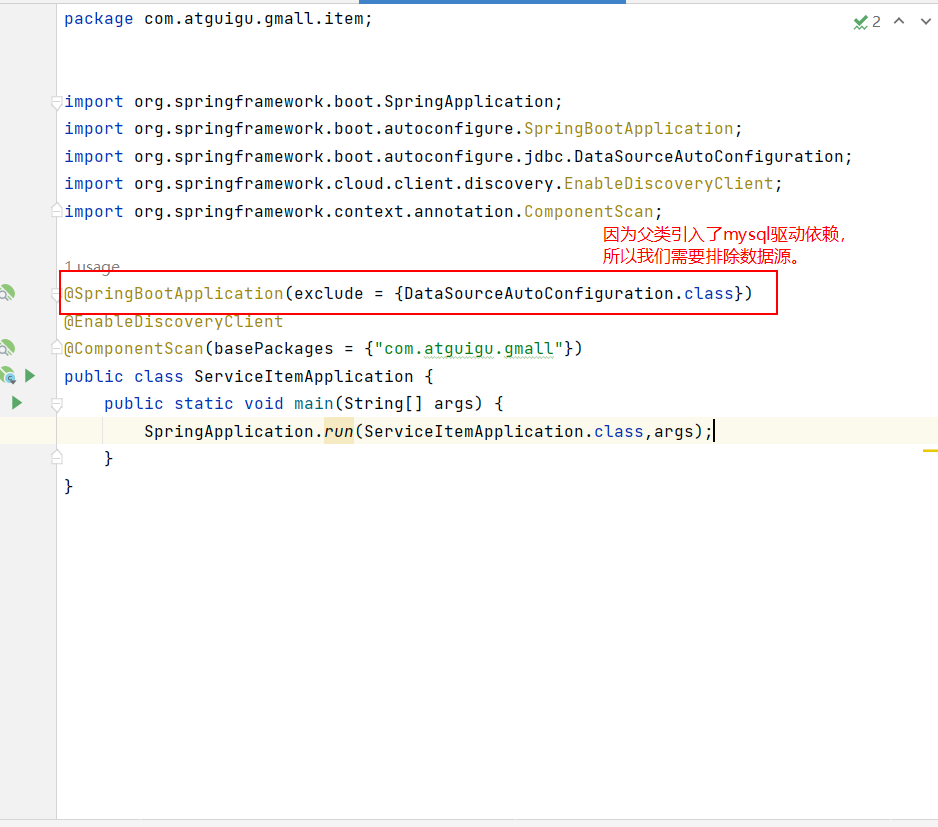 package com.atguigu.gmall.item;
2
import org.springframework.boot.SpringApplication;
import org.springframework.boot.autoconfigure.SpringBootApplication;
import org.springframework.boot.autoconfigure.jdbc.DataSourceAutoConfiguration;
import org.springframework.cloud.client.discovery.EnableDiscoveryClient;
import org.springframework.context.annotation.ComponentScan;
因为父类引入了mysql驱动依赖，
所以我们需要排除数据源。
1 usage
@SpringBootApplication(exclude = {DataSourceAutoConfiguration.class})
@EnableDiscoveryClient
@ComponentScan(basePackages = {"com.atguigu.gmall"})
public class ServiceItemApplication {
public static void main(String[] args) {
SpringApplication.run(ServiceItemApplication.class,args);
}
}